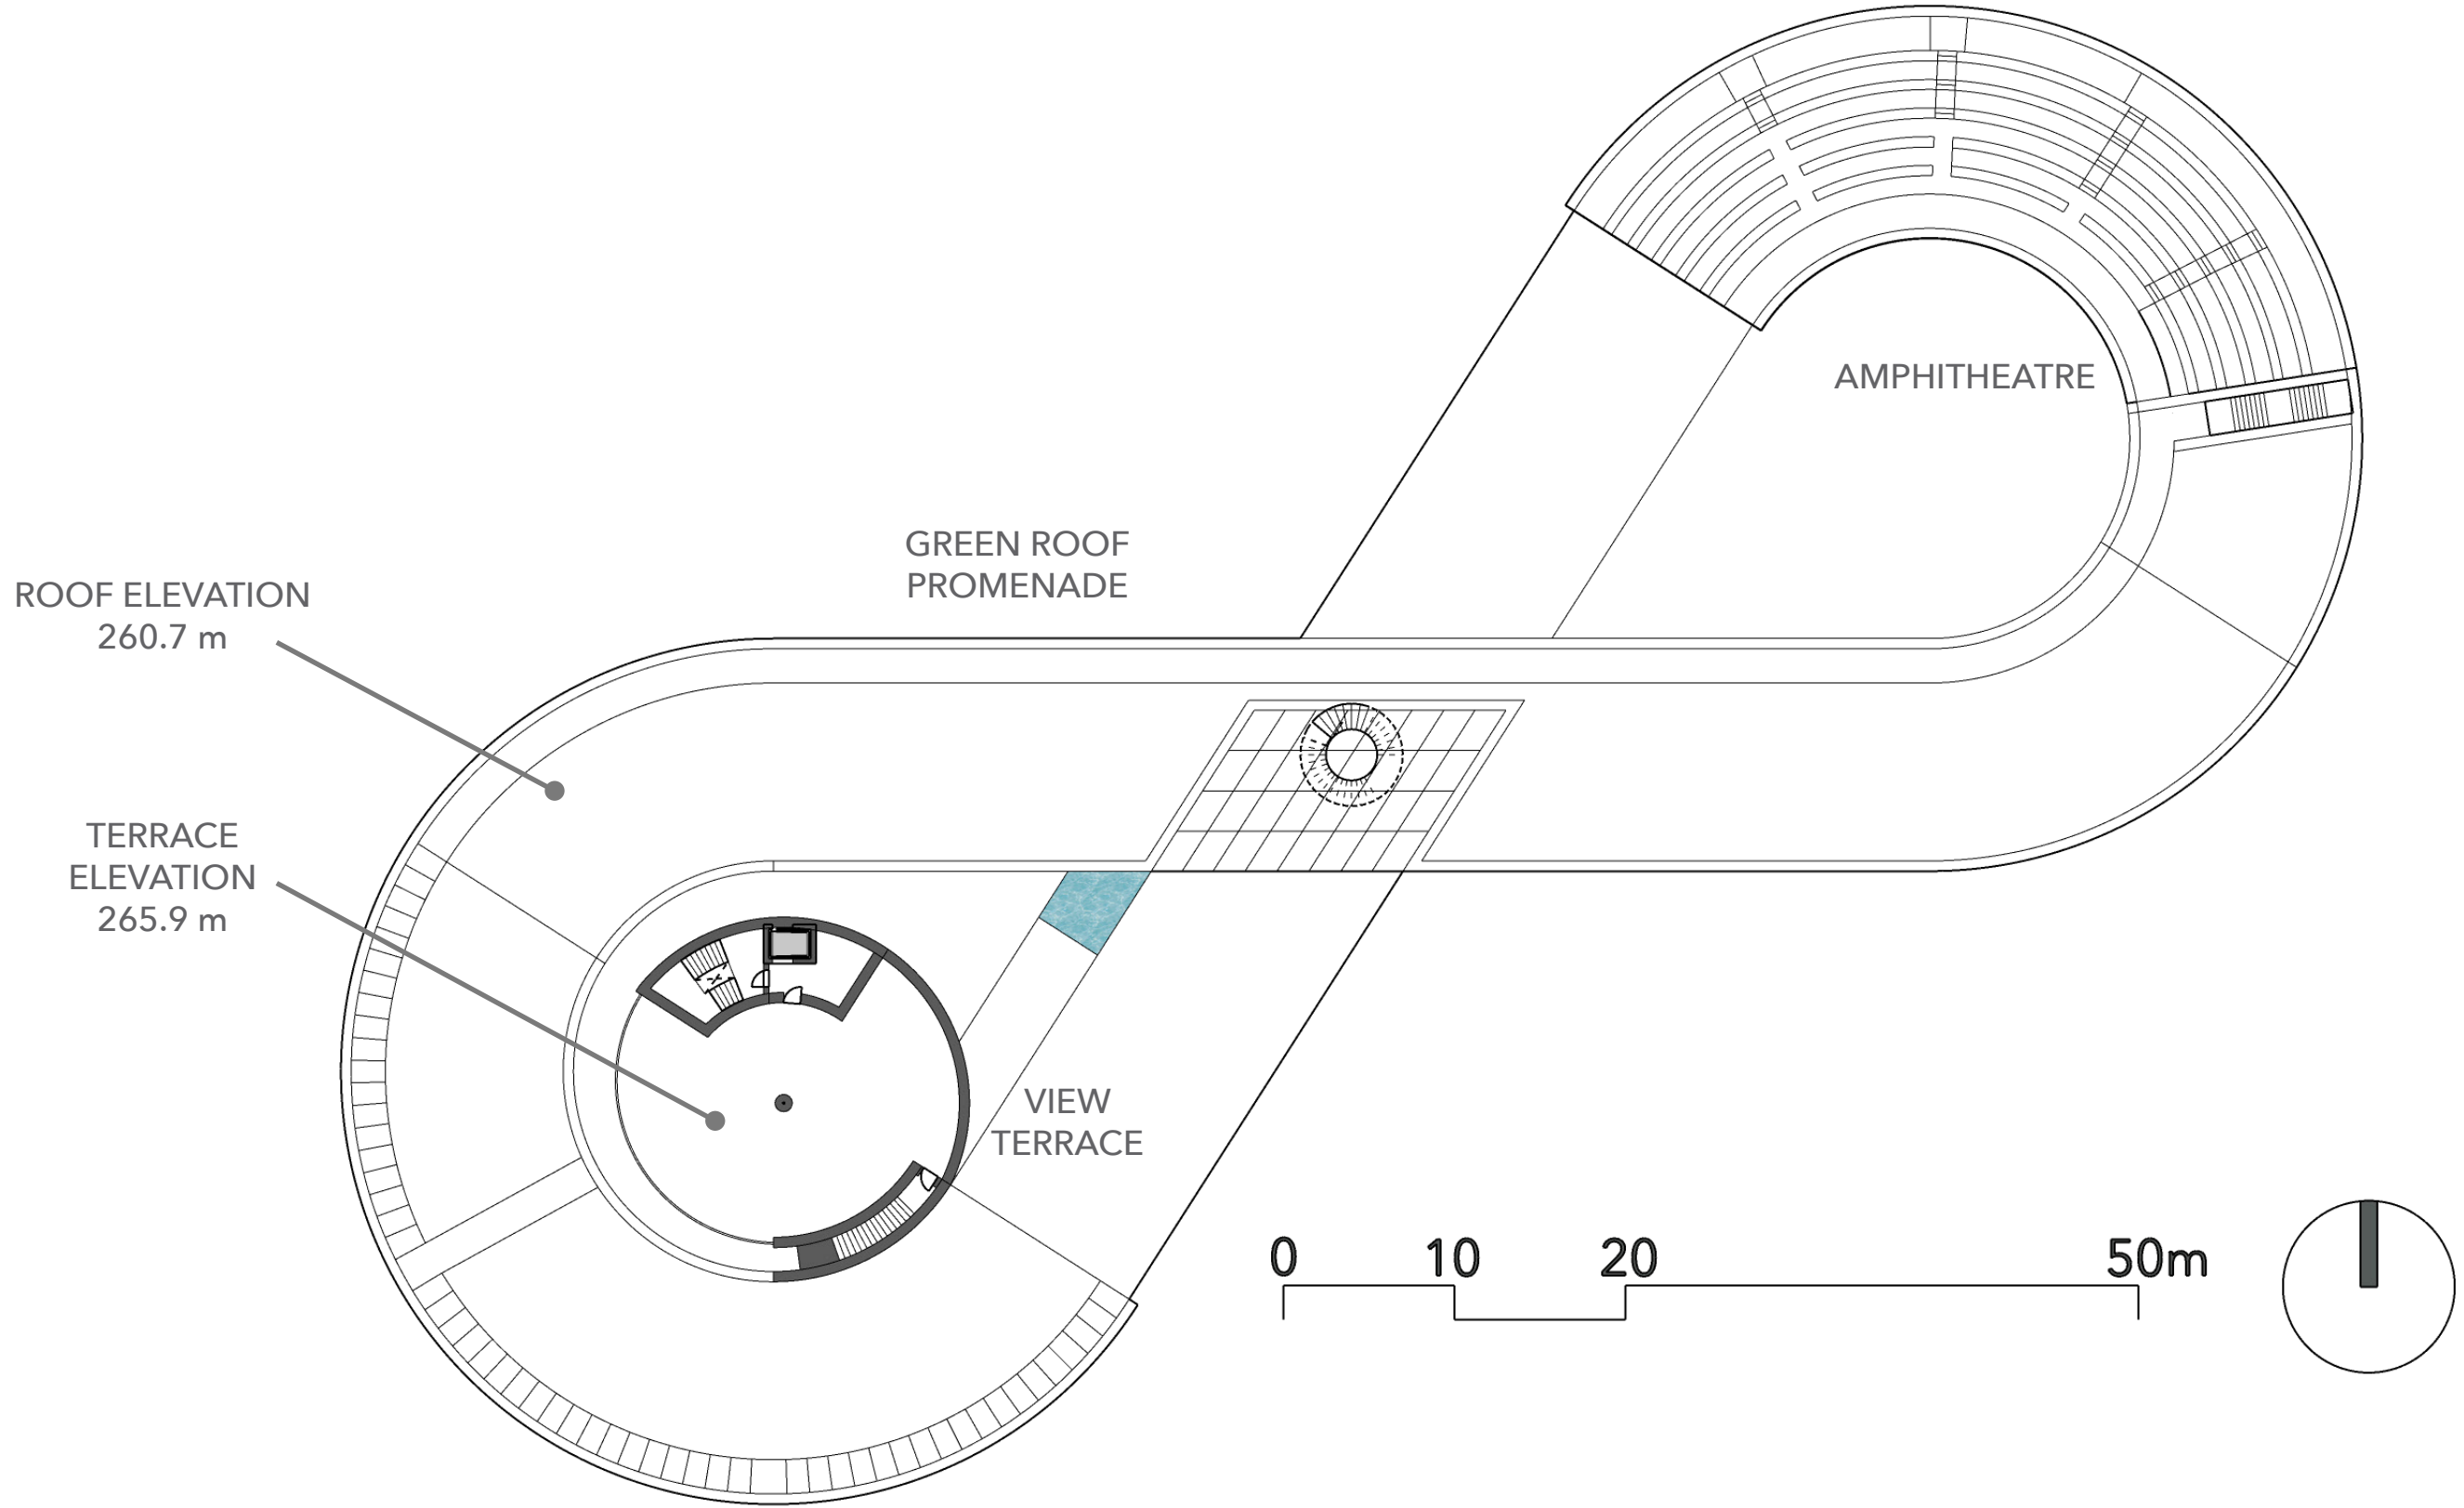 AMPHITHEATRE
GREEN ROOF
PROMENADE
ROOF ELEVATION
260.7 m
TERRACE
ELEVATION
265.9 m
VIEW
TERRACE
0 10 20 50m